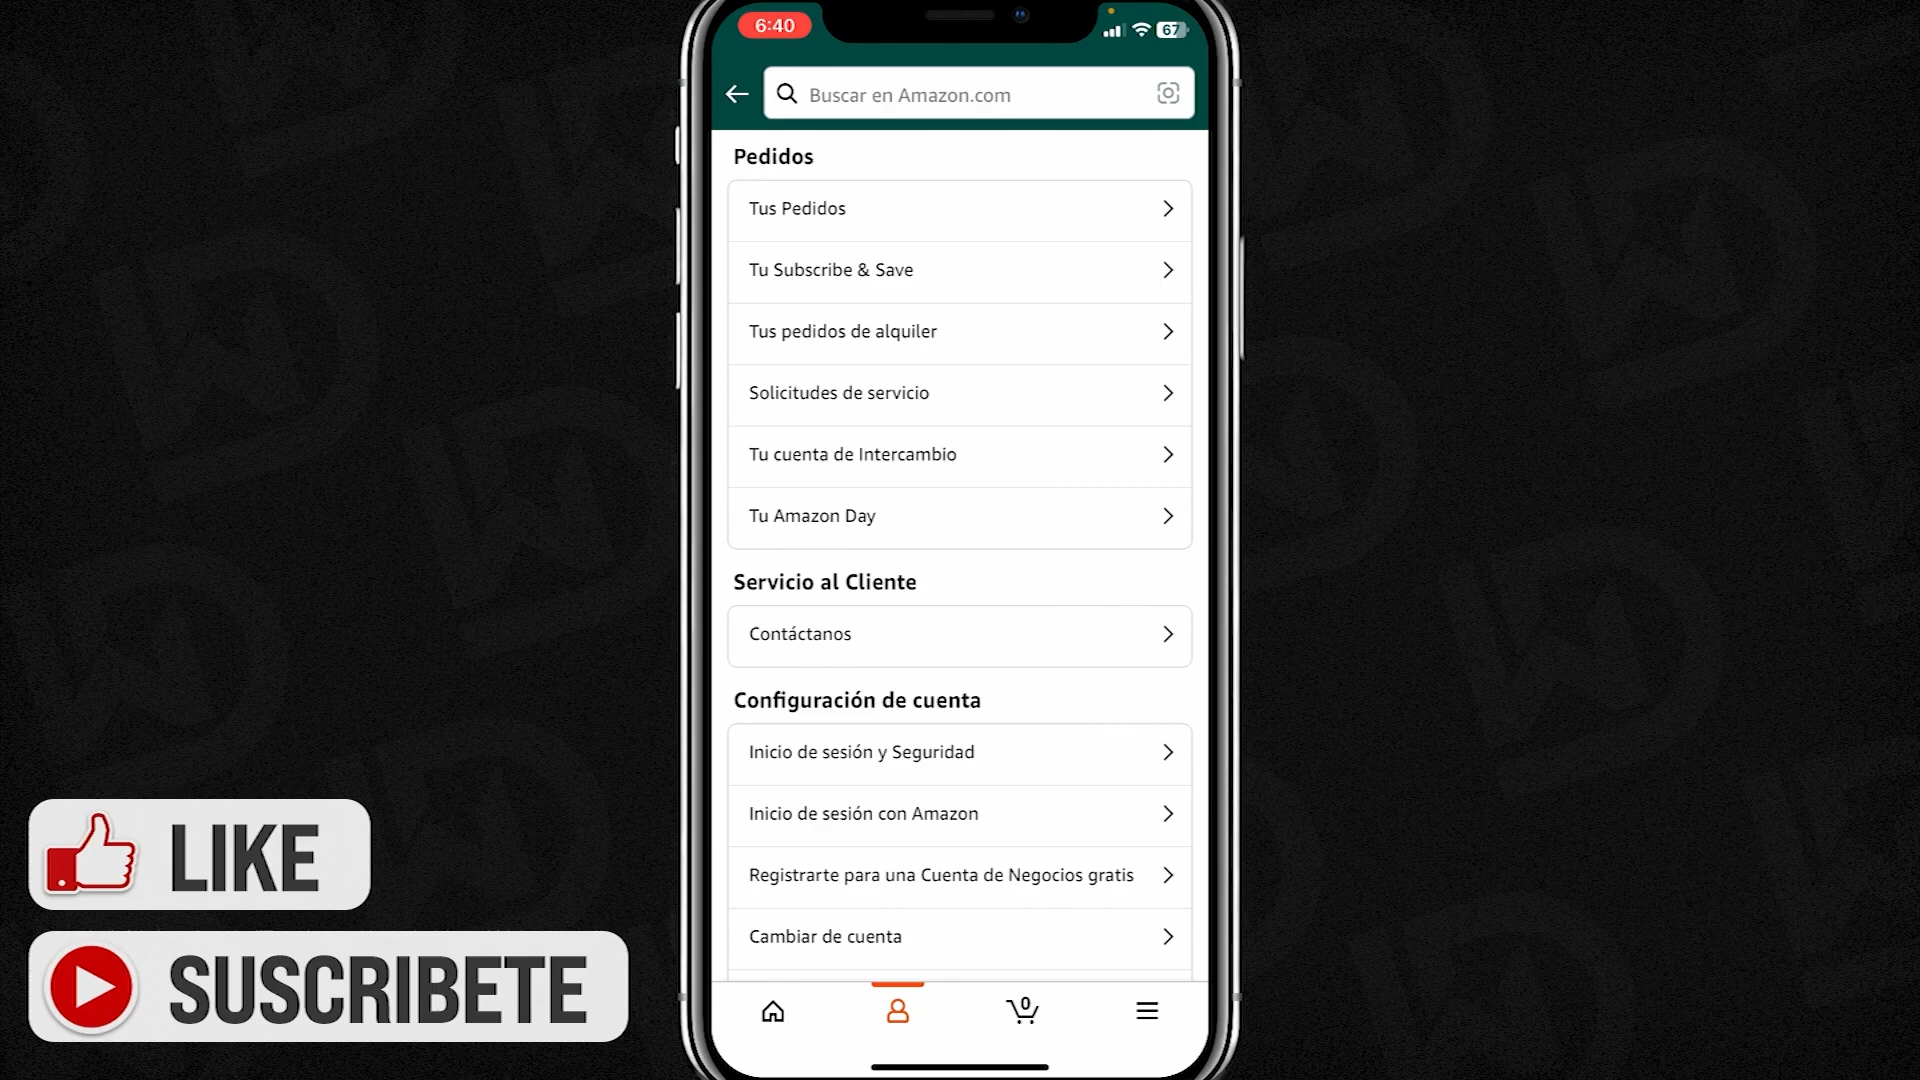 6:40
67
Buscar en Amazon.com
Pedidos
Tus Pedidos
Tu Subscribe & Save
Tus pedidos de alquiler
Solicitudes de servicio
Tu cuenta de Intercambio
Tu Amazon Day
Servicio al Cliente
Contáctanos
Configuración de cuenta
Inicio de sesión y Seguridad
Inicio de sesión con Amazon
Registrarte para una Cuenta de Negocios gratis
Cambiar de cuenta
0
LIKE
SUSCRIBETE